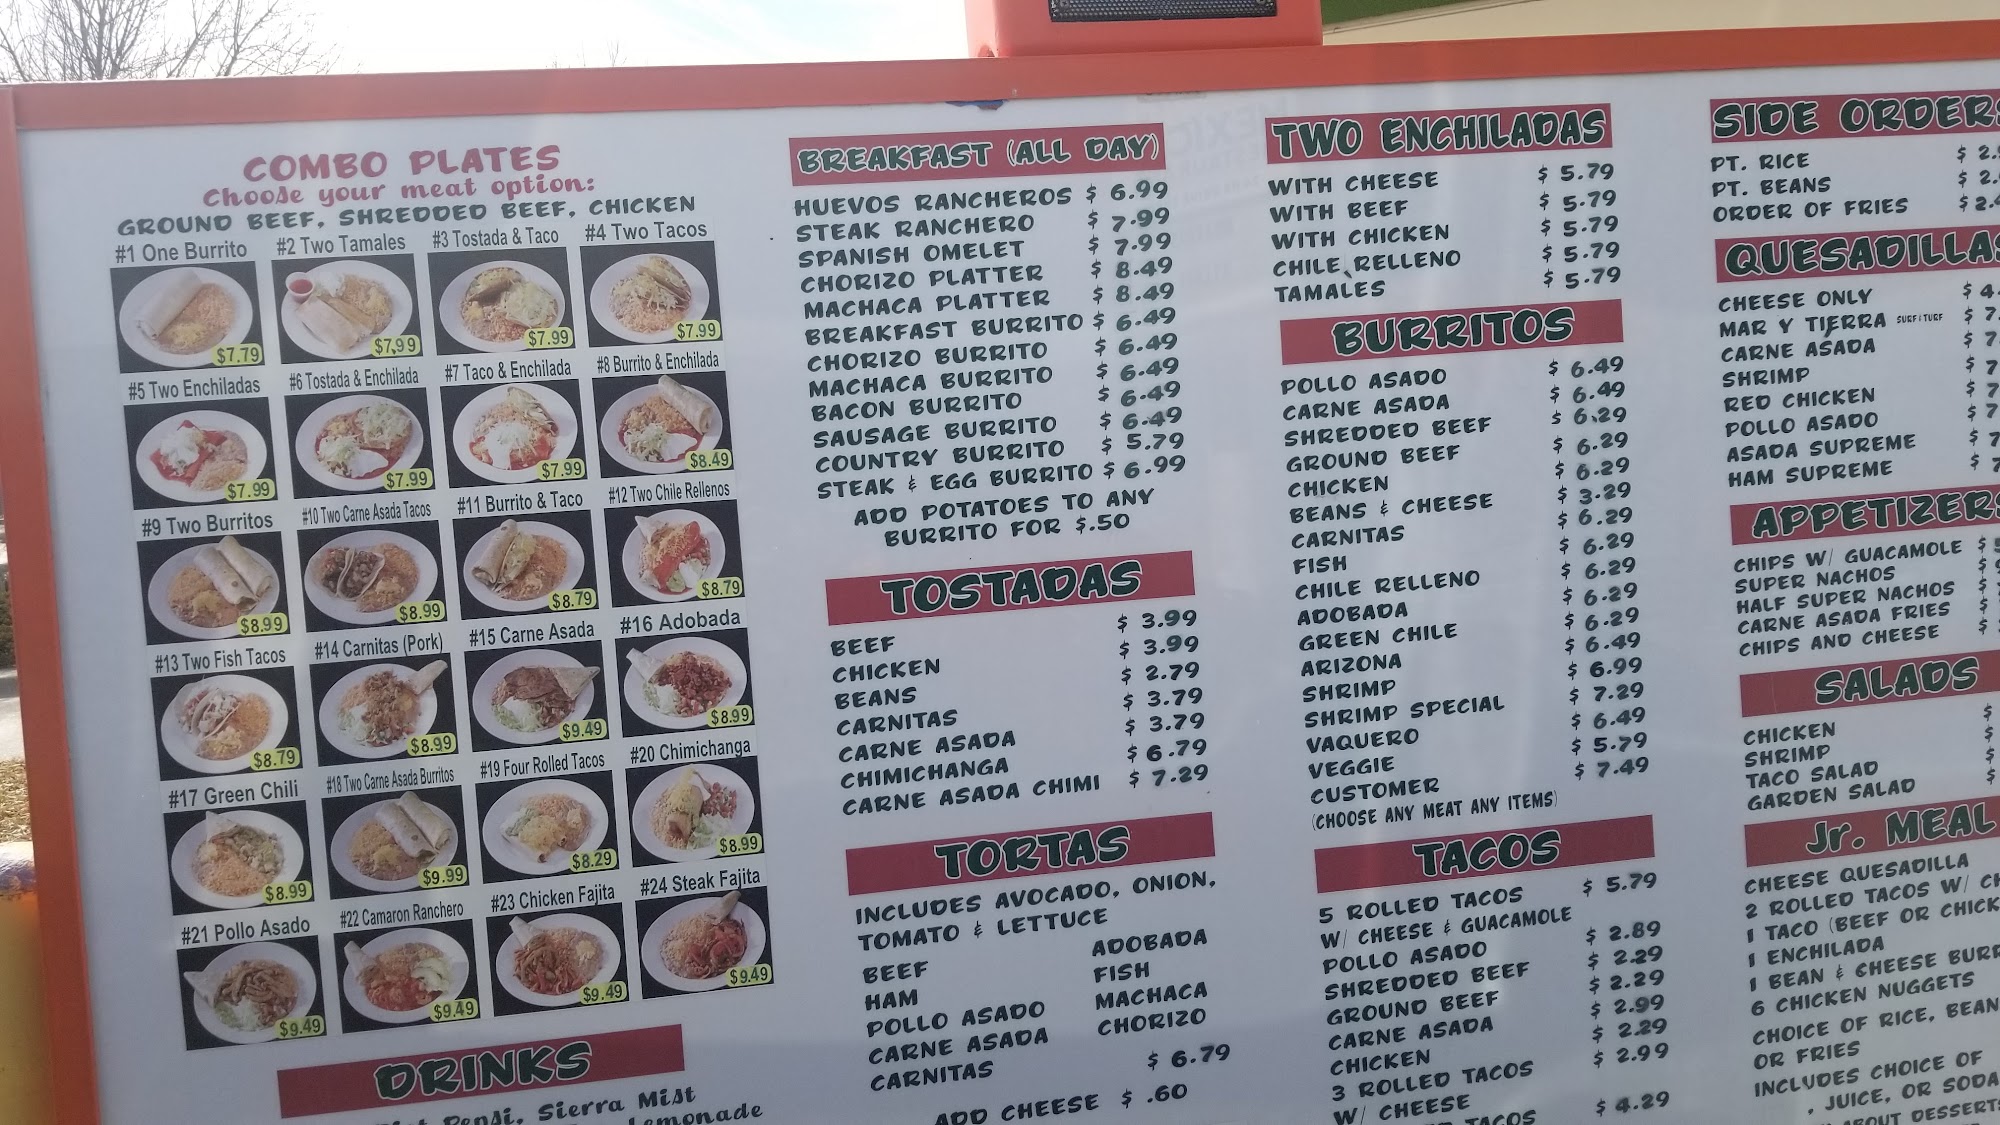 COMBO PLATES
Choose your meat option:
GROUND BEEF, SHREDDED BEEF, CHICKEN
#1 One Burrito
$7.79
#2 Two Tamales
$7,99
#3 Tostada & Taco
$7.99
#4 Two Tacos
$7.99
#5 Two Enchiladas
$7.99
#6 Tostada & Enchilada
$7.99
#7 Taco & Enchilada
$7.99
#8 Burrito & Enchilada
$8.49
#9 Two Burritos
$8.99
#10 Two Carne Asada Tacos
$8.99
#11 Burrito & Taco
$8.79
#12 Two Chile Rellenos
$8.79
#13 Two Fish Tacos
$8.79
#14 Carnitas (Pork)
$8.99
#15 Carne Asada
$9.49
#16 Adobada
$8.99
#17 Green Chili
$8.99
#18 Two Carne Asada Burritos
$9.99
#19 Four Rolled Tacos
$8.29
#20 Chimichanga
$8.99
#21 Pollo Asado
$9.49
#22 Camaron Ranchero
$9.49
#23 Chicken Fajita
$9.49
#24 Steak Fajita
$9.49
DRINKS
Pepsi, Sierra Mist
BREAKFAST (ALL DAY)
HUEVOS RANCHEROS $ 6.99
STEAK RANCHERO $ 7.99
SPANISH OMELET $ 7.99
CHORIZO PLATTER $ 8.49
MACHACA PLATTER $ 8.49
BREAKFAST BURRITO $ 6.49
CHORIZO BURRITO $ 6.49
MACHACA BURRITO $ 6.49
BACON BURRITO $ 6.49
SAUSAGE BURRITO $ 6.49
COUNTRY BURRITO $ 5.79
STEAK & EGG BURRITO $ 6.99
ADD POTATOES TO ANY
BURRITO FOR $.50
TOSTADAS
BEEF $ 3.99
CHICKEN $ 3.99
BEANS $ 2.79
CARNITAS $ 3.79
CARNE ASADA $ 3.79
CHIMICHANGA $ 6.79
CARNE ASADA CHIMI $ 7.29
TORTAS
INCLUDES AVOCADO, ONION,
TOMATO & LETTUCE
BEEF ADOBADA
HAM FISH
POLLO ASADO MACHACA
CARNE ASADA CHORIZO
CARNITAS $ 6.79
ADD CHEESE $ .60
TWO ENCHILADAS
WITH CHEESE $ 5.79
WITH BEEF $ 5.79
WITH CHICKEN $ 5.79
CHILE RELLENO $ 5.79
TAMALES $ 5.79
BURRITOS
POLLO ASADO $ 6.49
CARNE ASADA $ 6.49
SHREDDED BEEF $ 6.29
GROUND BEEF $ 6.29
CHICKEN $ 6.29
BEANS & CHEESE $ 3.29
CARNITAS $ 6.29
FISH $ 6.29
CHILE RELLENO $ 6.29
ADOBADA $ 6.29
GREEN CHILE $ 6.29
ARIZONA $ 6.49
SHRIMP $ 6.99
SHRIMP SPECIAL $ 7.29
VAQUERO $ 6.49
VEGGIE $ 5.79
CUSTOMER $ 7.49
(CHOOSE ANY MEAT ANY ITEMS)
TACOS
5 ROLLED TACOS $ 5.79
W/ CHEESE & GUACAMOLE
POLLO ASADO $ 2.89
SHREDDED BEEF $ 2.29
GROUND BEEF $ 2.29
CARNE ASADA $ 2.99
CHICKEN $ 2.29
3 ROLLED TACOS $ 2.99
W/ CHEESE
TACOS $ 4.29
SIDE ORDERS
PT. RICE $ 2.
PT. BEANS $ 2.
ORDER OF FRIES $ 2.
QUESADILLAS
CHEESE ONLY $ 4
MAR Y TIERRA SURF & TURF $ 7
CARNE ASADA $ 7
SHRIMP $ 7
RED CHICKEN $ 7
POLLO ASADO $ 7
ASADA SUPREME $ 7
HAM SUPREME $ 7
APPETIZERS
CHIPS W/ GUACAMOLE $
SUPER NACHOS $
HALF SUPER NACHOS $
CARNE ASADA FRIES $
CHIPS AND CHEESE $
SALADS
CHICKEN $
SHRIMP $
TACO SALAD $
GARDEN SALAD $
Jr. MEAL
CHEESE QUESADILLA
2 ROLLED TACOS W/ CH
1 TACO (BEEF OR CHICK
1 ENCHILADA
1 BEAN & CHEESE BURR
6 CHICKEN NUGGETS
CHOICE OF RICE, BEAN
OR FRIES
INCLUDES CHOICE OF
, JUICE, OR SODA
ABOUT DESSERT